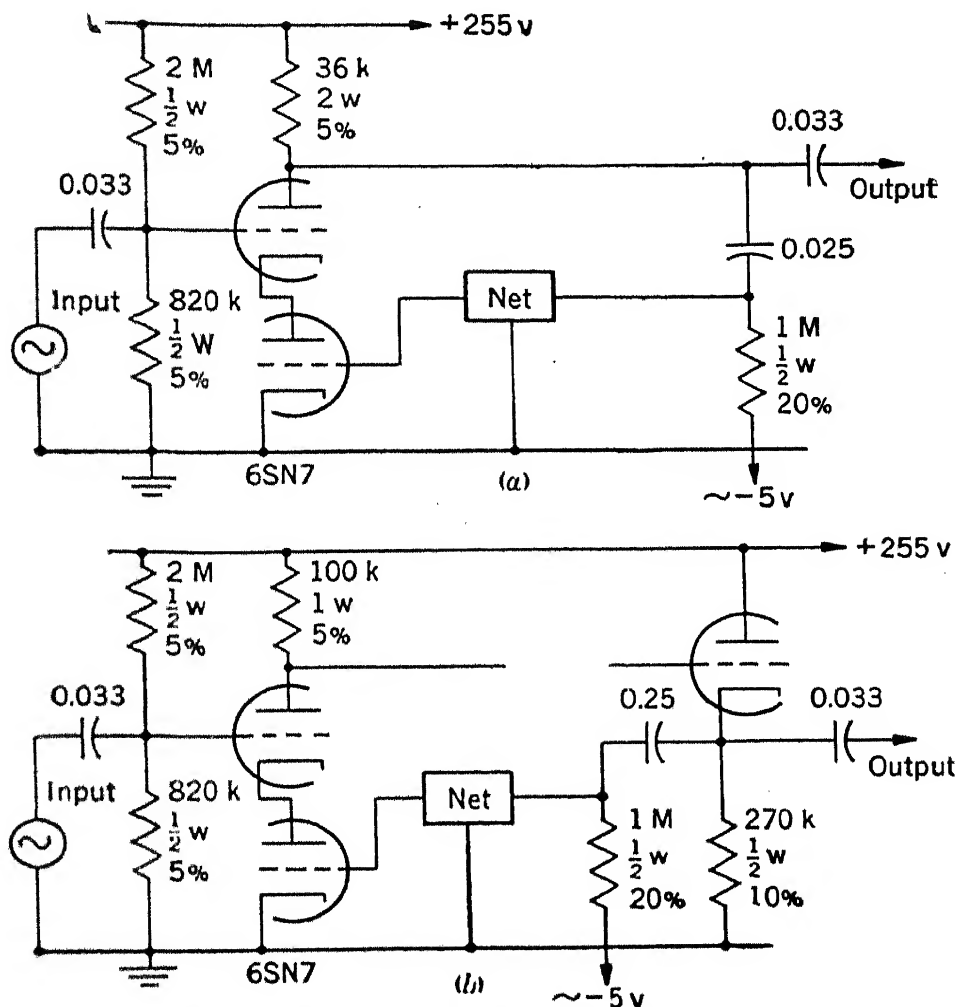 +255 v
2 M
1/2 w
5%
36 k
2 w
5%
0.033
0.033
Output
0.025
Input
820 k
1/2 W
5%
Net
1 M
1/2 w
20%
6SN7
(a)
~-5v
+255 v
2 M
1/2 w
5%
100 k
1 w
5%
0.033
0.25
0.033
Output
Input
820 k
1/2 w
5%
Net
1 M
1/2 w
20%
270 k
1/2 w
10%
6SN7
(b)
~-5v